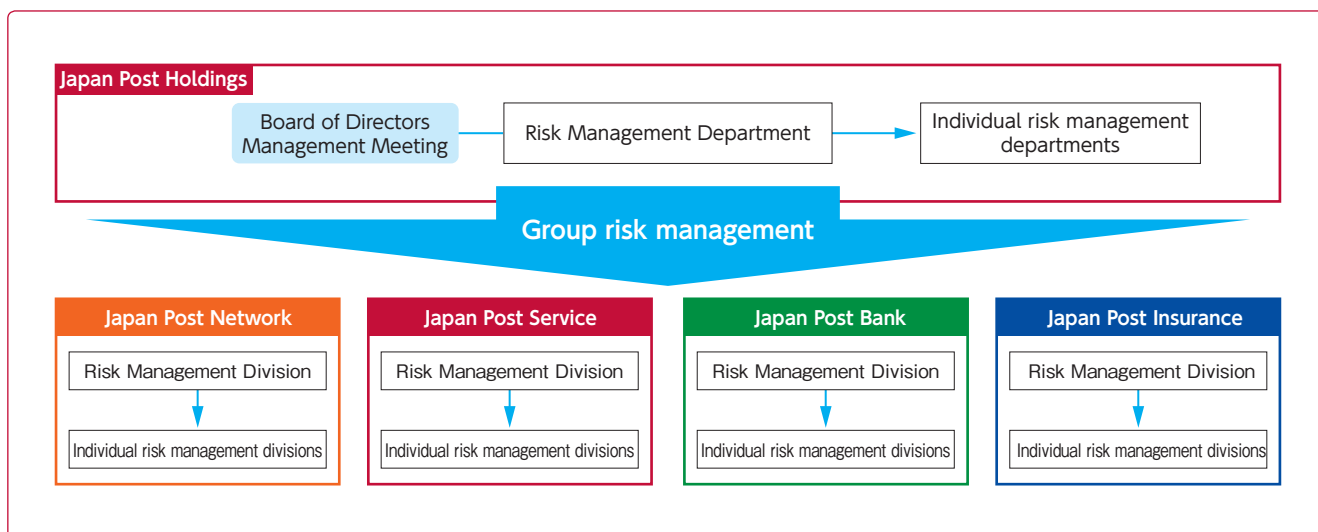 Japan Post Holdings
Board of Directors
Management Meeting
Risk Management Department
Individual risk management
departments
Group risk management
Japan Post Network
Risk Management Division
Individual risk management divisions
Japan Post Service
Risk Management Division
Individual risk management divisions
Japan Post Bank
Risk Management Division
Individual risk management divisions
Japan Post Insurance
Risk Management Division
Individual risk management divisions